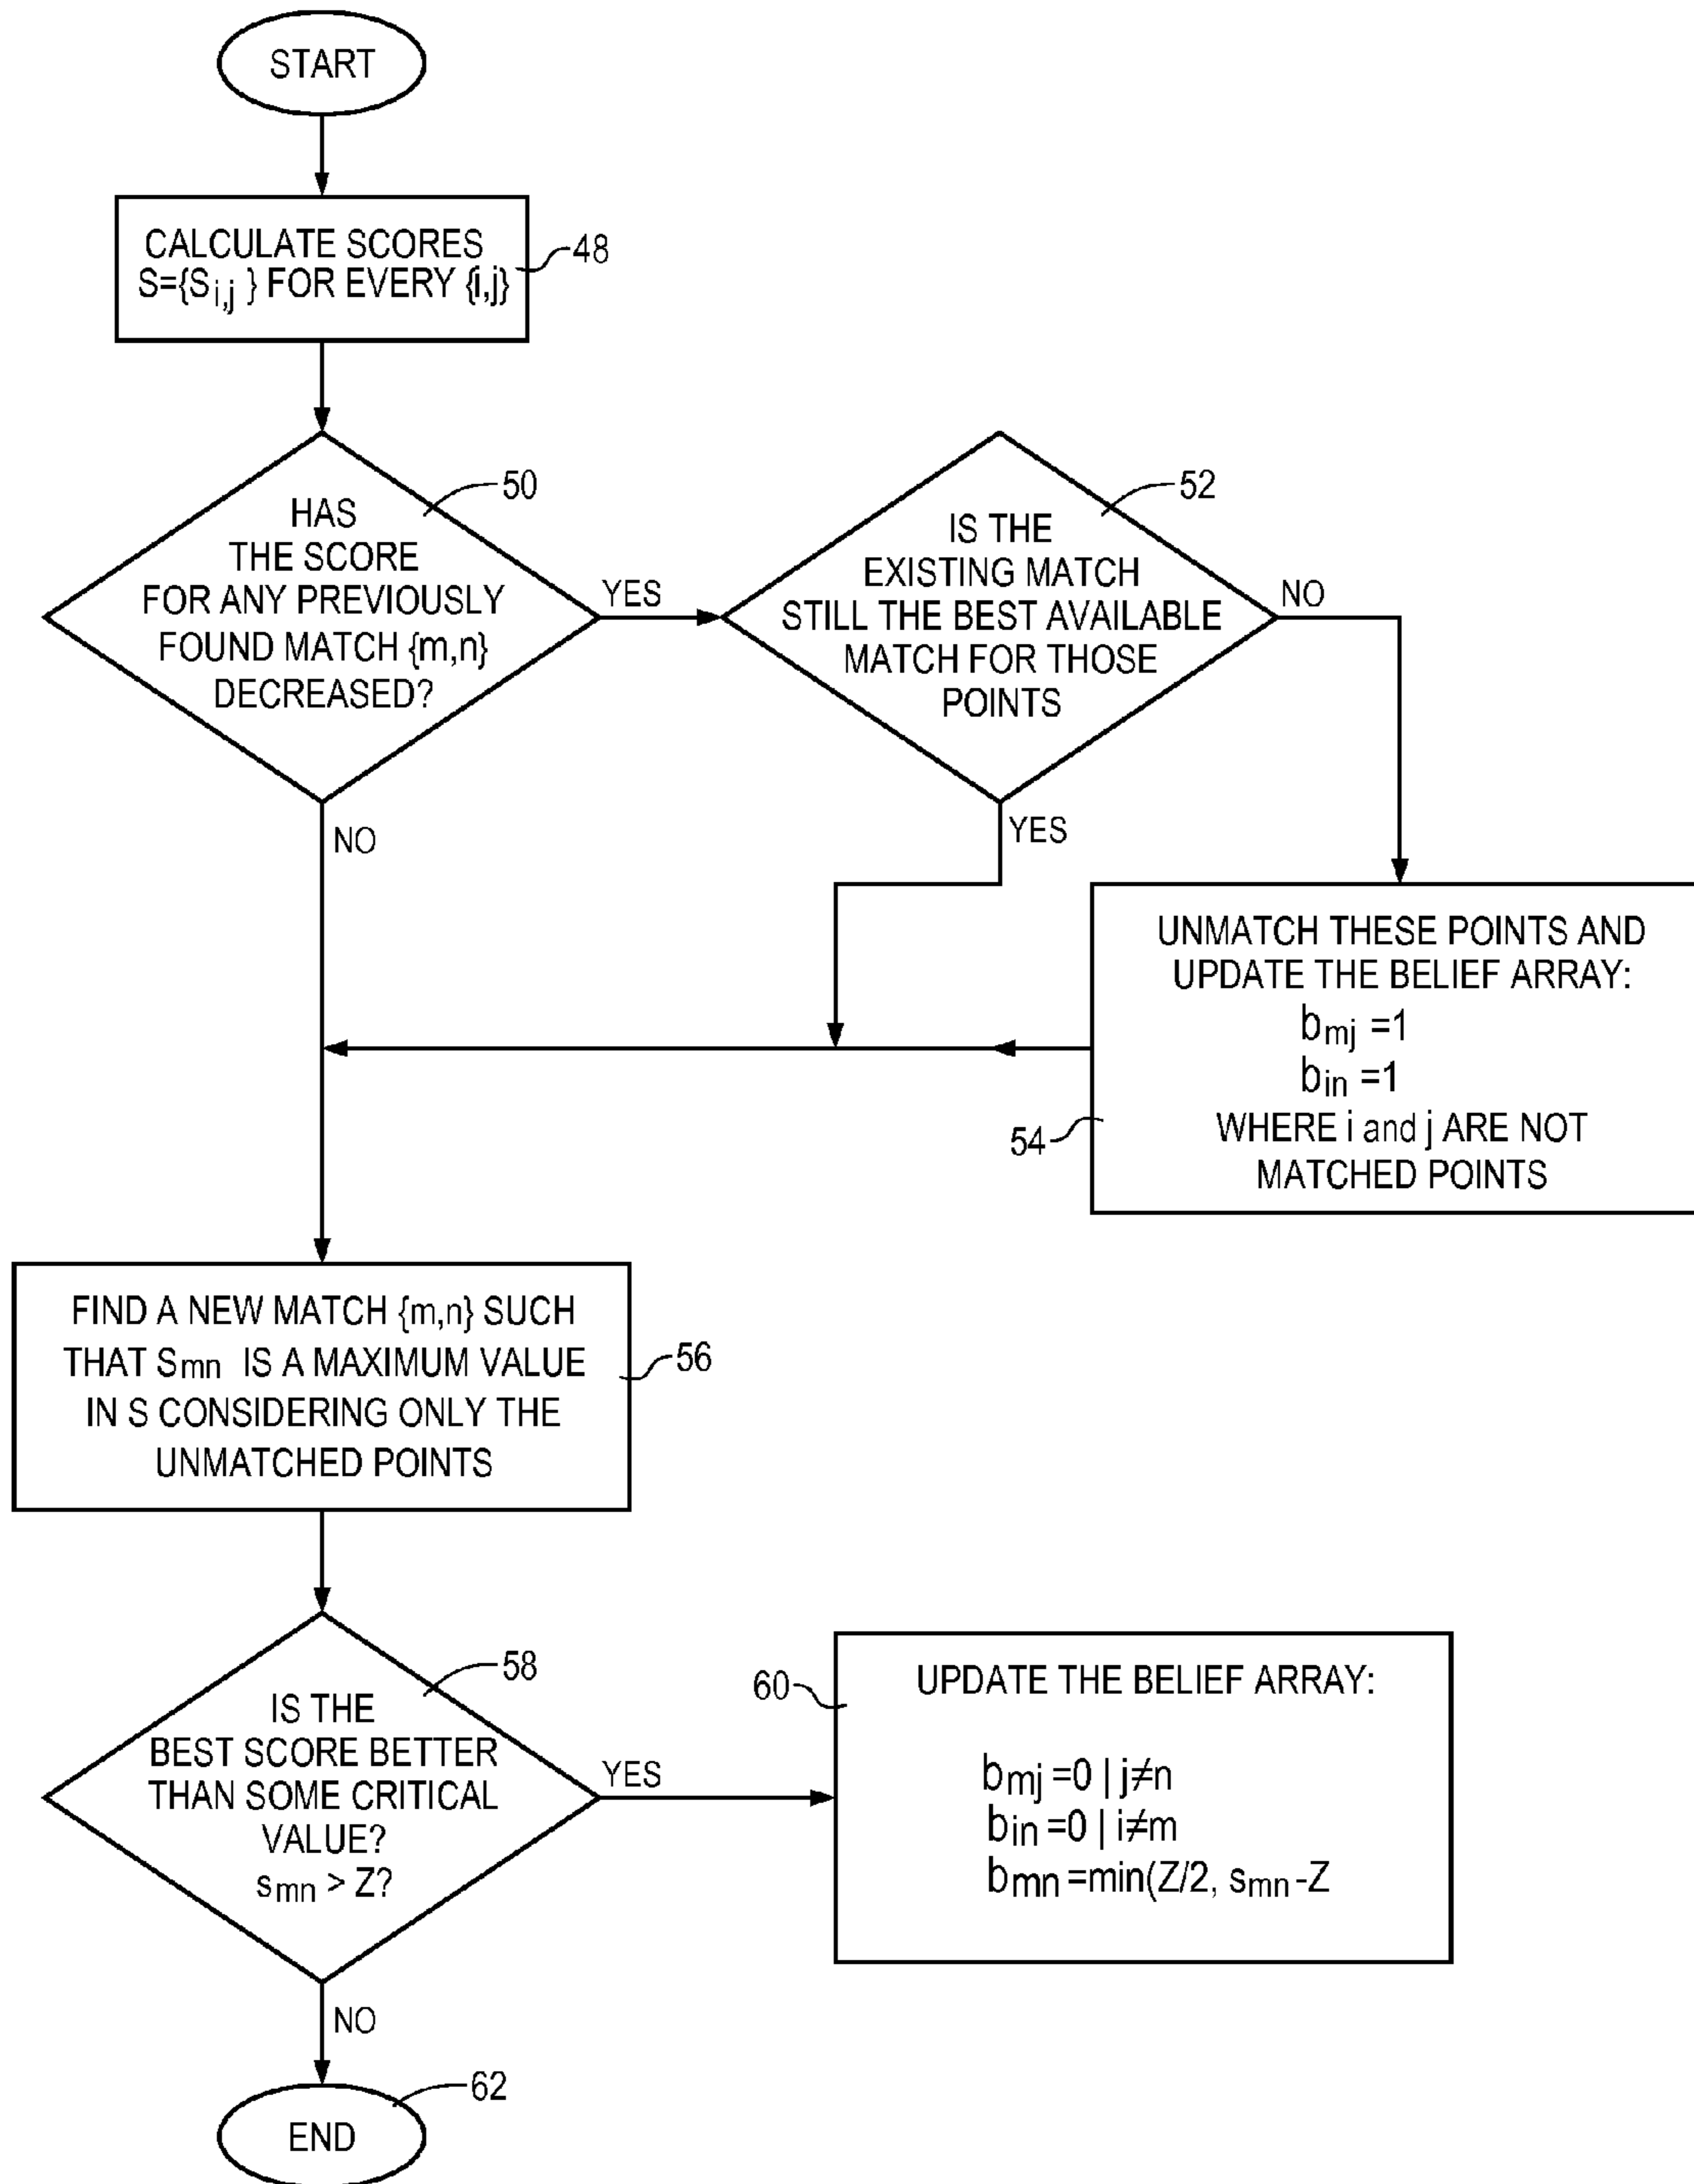 START
CALCULATE SCORES
S={S i,j } FOR EVERY {i,j}
48
HAS
THE SCORE
FOR ANY PREVIOUSLY
FOUND MATCH {m,n}
DECREASED?
50
YES
NO
IS THE
EXISTING MATCH
STILL THE BEST AVAILABLE
MATCH FOR THOSE
POINTS
52
NO
YES
UNMATCH THESE POINTS AND
UPDATE THE BELIEF ARRAY:
bmj =1
bin =1
WHERE i and j ARE NOT
MATCHED POINTS
54
FIND A NEW MATCH {m,n} SUCH
THAT Smn IS A MAXIMUM VALUE
IN S CONSIDERING ONLY THE
UNMATCHED POINTS
56
IS THE
BEST SCORE BETTER
THAN SOME CRITICAL
VALUE?
smn > Z?
58
YES
NO
60
UPDATE THE BELIEF ARRAY:
bmj =0 | j≠n
bin =0 | i≠m
bmn =min(Z/2, smn -Z
END
62